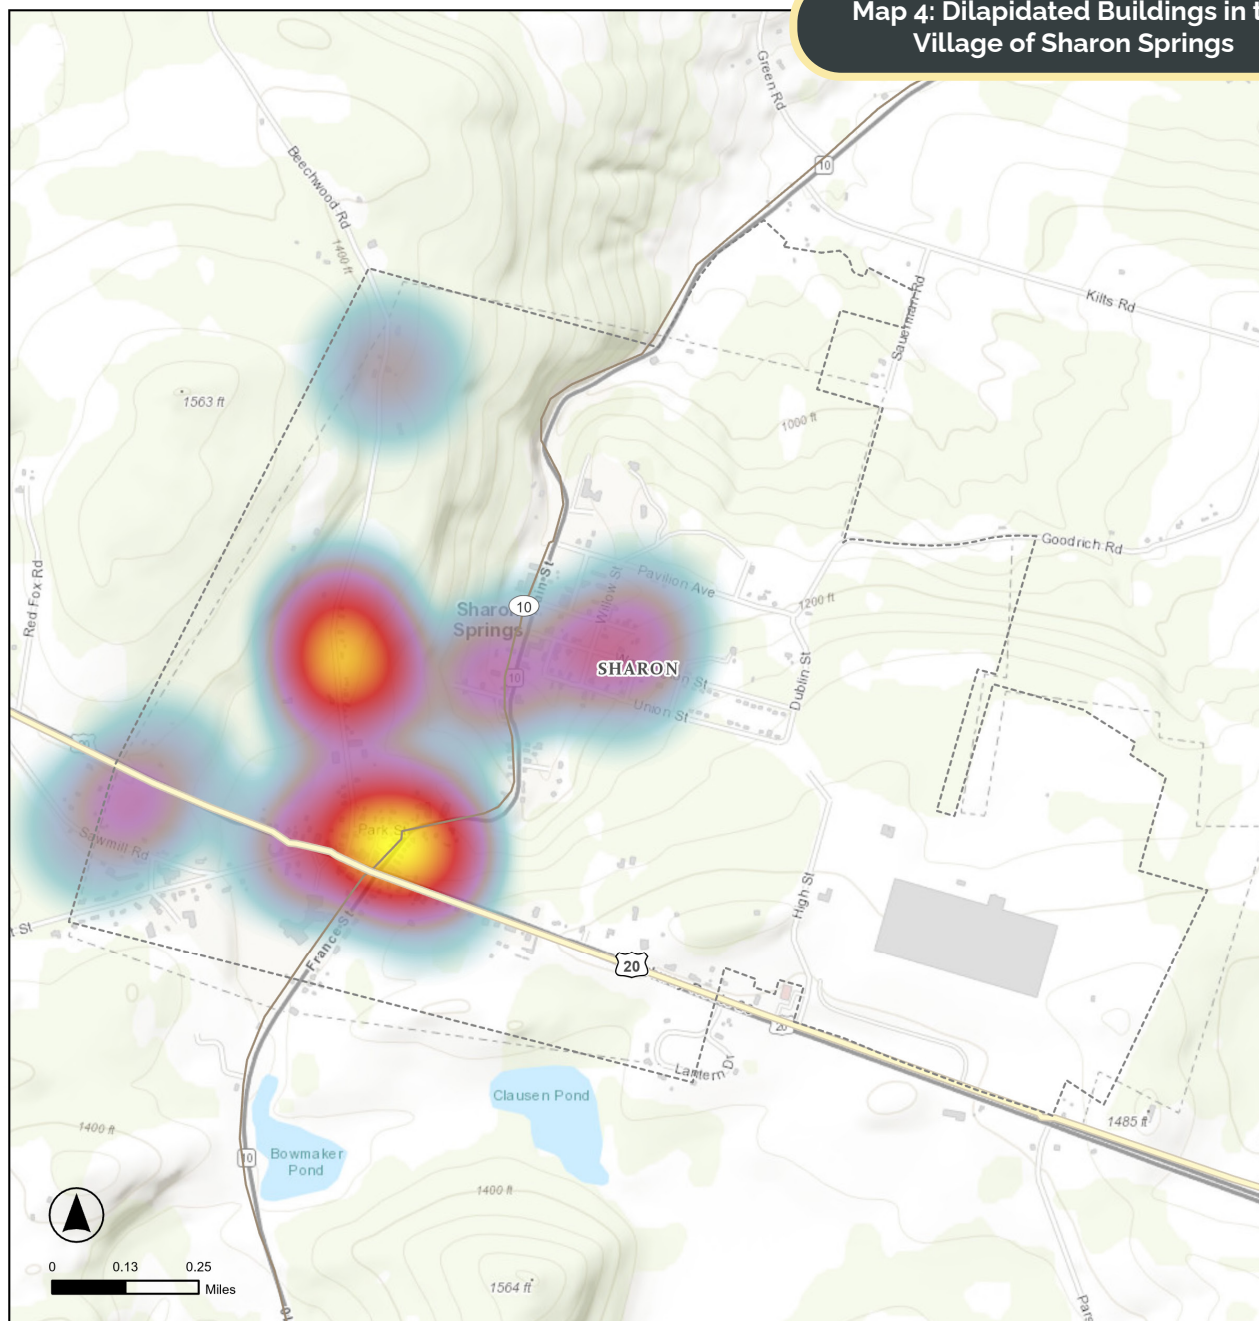 Map 4: Dilapidated Buildings in t
Village of Sharon Springs
Green Rd
10
Beechwood Rd
1400 ft
Kilts Rd
Sauerman Rd
1563 ft
1000 ft
Goodrich Rd
Red Fox Rd
Pavilion Ave
Willow St
1200 ft
10
Sharon
Springs
SHARON
10
Dublin St
Union St
20
Park St
Sawmill Rd
High St
France St
20
20
Lantern Dr
Clausen Pond
1485 ft
1400 ft
Bowmaker
Pond
10
1400 ft
0 0.13 0.25
Miles
1564 ft